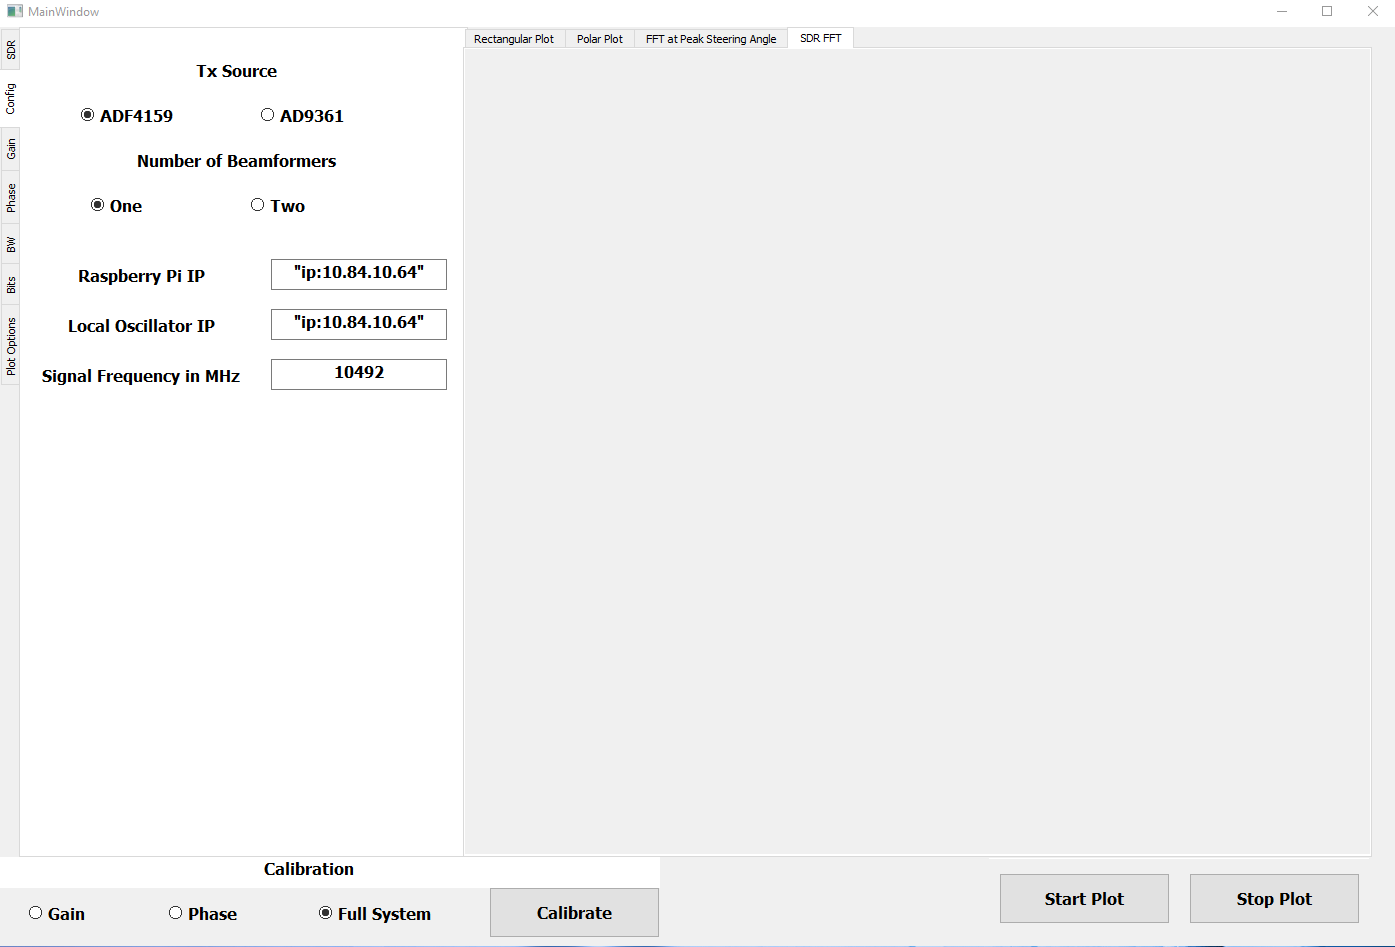 MainWindow
SDR
Config
Gain
Phase
BW
Bits
Plot Options
Tx Source
ADF4159 AD9361
Number of Beamformers
One Two
Raspberry Pi IP "ip:10.84.10.64"
Local Oscillator IP "ip:10.84.10.64"
Signal Frequency in MHz 10492
Rectangular Plot Polar Plot FFT at Peak Steering Angle SDR FFT
Calibration
Gain Phase Full System Calibrate
Start Plot Stop Plot